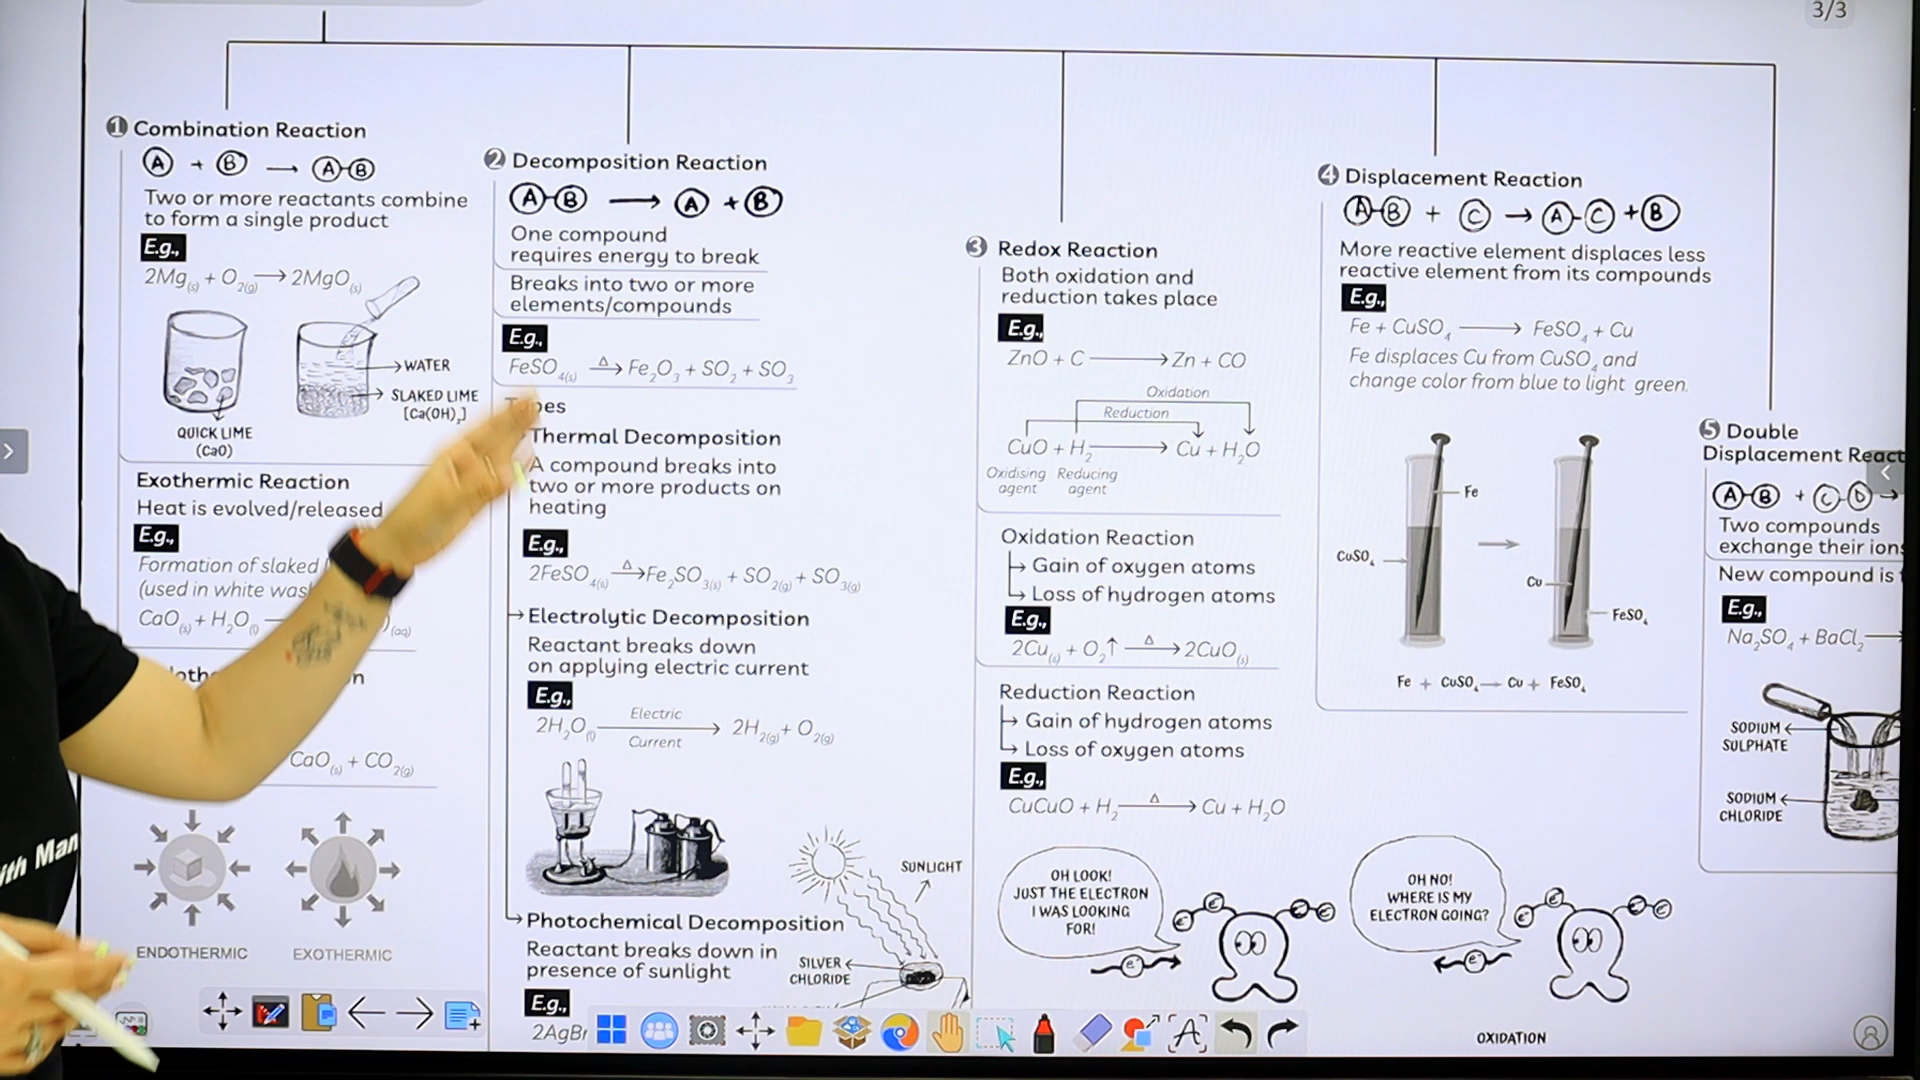 3/3
1 Combination Reaction
A + B → A-B
Two or more reactants combine
to form a single product
E.g.,
2Mg(s) + O2(g) → 2MgO(s)
WATER
SLAKED LIME
[Ca(OH)2]
QUICK LIME
(CaO)
Exothermic Reaction
Heat is evolved/released
E.g.,
Formation of slaked
(used in white was
CaO(s) + H2O(l)
)(aq)
n
CaO(s) + CO2(g)
ENDOTHERMIC
EXOTHERMIC
2 Decomposition Reaction
A-B → A + B
One compound
requires energy to break
Breaks into two or more
elements/compounds
E.g.,
FeSO4(s) Δ→ Fe2O3 + SO2 + SO3
Thermal Decomposition
A compound breaks into
two or more products on
heating
E.g.,
2FeSO4(s) Δ→ Fe2SO3(s) + SO2(g) + SO3(g)
Electrolytic Decomposition
Reactant breaks down
on applying electric current
E.g.,
2H2O(l) Electric Current → 2H2(g) + O2(g)
SUNLIGHT
Photochemical Decomposition
Reactant breaks down in
presence of sunlight
SILVER
CHLORIDE
E.g.,
2AgBr
3 Redox Reaction
Both oxidation and
reduction takes place
E.g.,
ZnO + C → Zn + CO
Oxidation
Reduction
CuO + H2 → Cu + H2O
Oxidising agent
Reducing agent
Oxidation Reaction
Gain of oxygen atoms
Loss of hydrogen atoms
E.g.,
2Cu(s) + O2↑ Δ→ 2CuO(s)
Reduction Reaction
Gain of hydrogen atoms
Loss of oxygen atoms
E.g.,
CuCuO + H2 Δ→ Cu + H2O
OH LOOK!
JUST THE ELECTRON
I WAS LOOKING
FOR!
e-
OH NO!
WHERE IS MY
ELECTRON GOING?
e-
OXIDATION
4 Displacement Reaction
A-B + C → A-C + B
More reactive element displaces less
reactive element from its compounds
E.g.,
Fe + CuSO4 → FeSO4 + Cu
Fe displaces Cu from CuSO4 and
change color from blue to light green.
Fe
CuSO4
Cu
FeSO4
Fe + CuSO4 → Cu + FeSO4
5 Double
Displacement React
A-B + C-D →
Two compounds
exchange their ions
New compound is
E.g.,
Na2SO4 + BaCl2 →
SODIUM
SULPHATE
SODIUM
CHLORIDE
ith Man